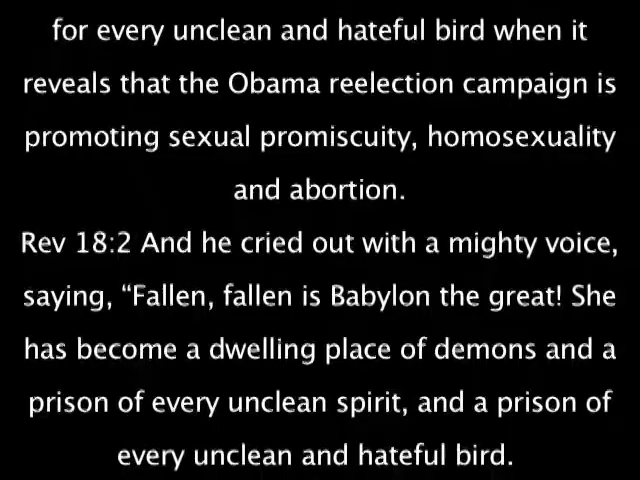 for every unclean and hateful bird when it
reveals that the Obama reelection campaign is
promoting sexual promiscuity, homosexuality
and abortion.
Rev 18:2 And he cried out with a mighty voice,
saying, “Fallen, fallen is Babylon the great! She
has become a dwelling place of demons and a
prison of every unclean spirit, and a prison of
every unclean and hateful bird.